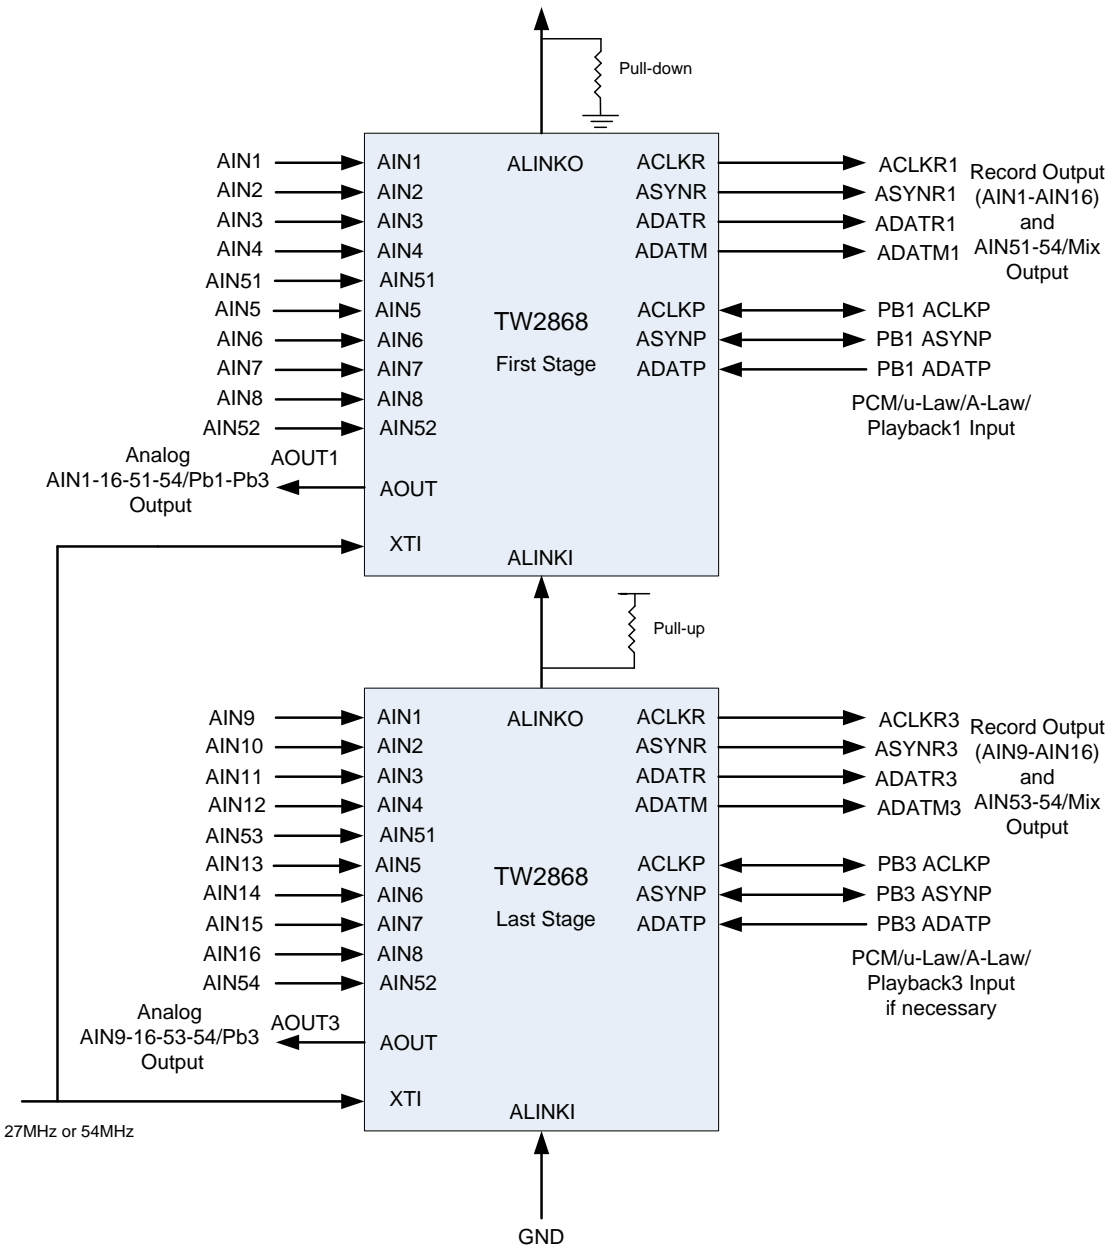 Pull-down
ALINKO
AIN1 AIN1 ACLKR ACLKR1
AIN2 AIN2 ASYNR ASYNR1
AIN3 AIN3 ADATR ADATR1
AIN4 AIN4 ADATM ADATM1
Record Output
(AIN1-AIN16)
and
AIN51-54/Mix
Output
AIN51 AIN51
AIN5 AIN5 ACLKP PB1 ACLKP
AIN6 AIN6 ASYNP PB1 ASYNP
AIN7 AIN7 ADATP PB1 ADATP
AIN8 AIN8
AIN52 AIN52
TW2868
First Stage
PCM/u-Law/A-Law/
Playback1 Input
Analog
AIN1-16-51-54/Pb1-Pb3
Output
AOUT1
AOUT
XTI
ALINKI
Pull-up
ALINKO
AIN9 AIN1 ACLKR ACLKR3
AIN10 AIN2 ASYNR ASYNR3
AIN11 AIN3 ADATR ADATR3
AIN12 AIN4 ADATM ADATM3
Record Output
(AIN9-AIN16)
and
AIN53-54/Mix
Output
AIN53 AIN51
AIN13 AIN5 ACLKP PB3 ACLKP
AIN14 AIN6 ASYNP PB3 ASYNP
AIN15 AIN7 ADATP PB3 ADATP
AIN16 AIN8
AIN54 AIN52
TW2868
Last Stage
PCM/u-Law/A-Law/
Playback3 Input
if necessary
Analog
AIN9-16-53-54/Pb3
Output
AOUT3
AOUT
XTI
ALINKI
27MHz or 54MHz
GND